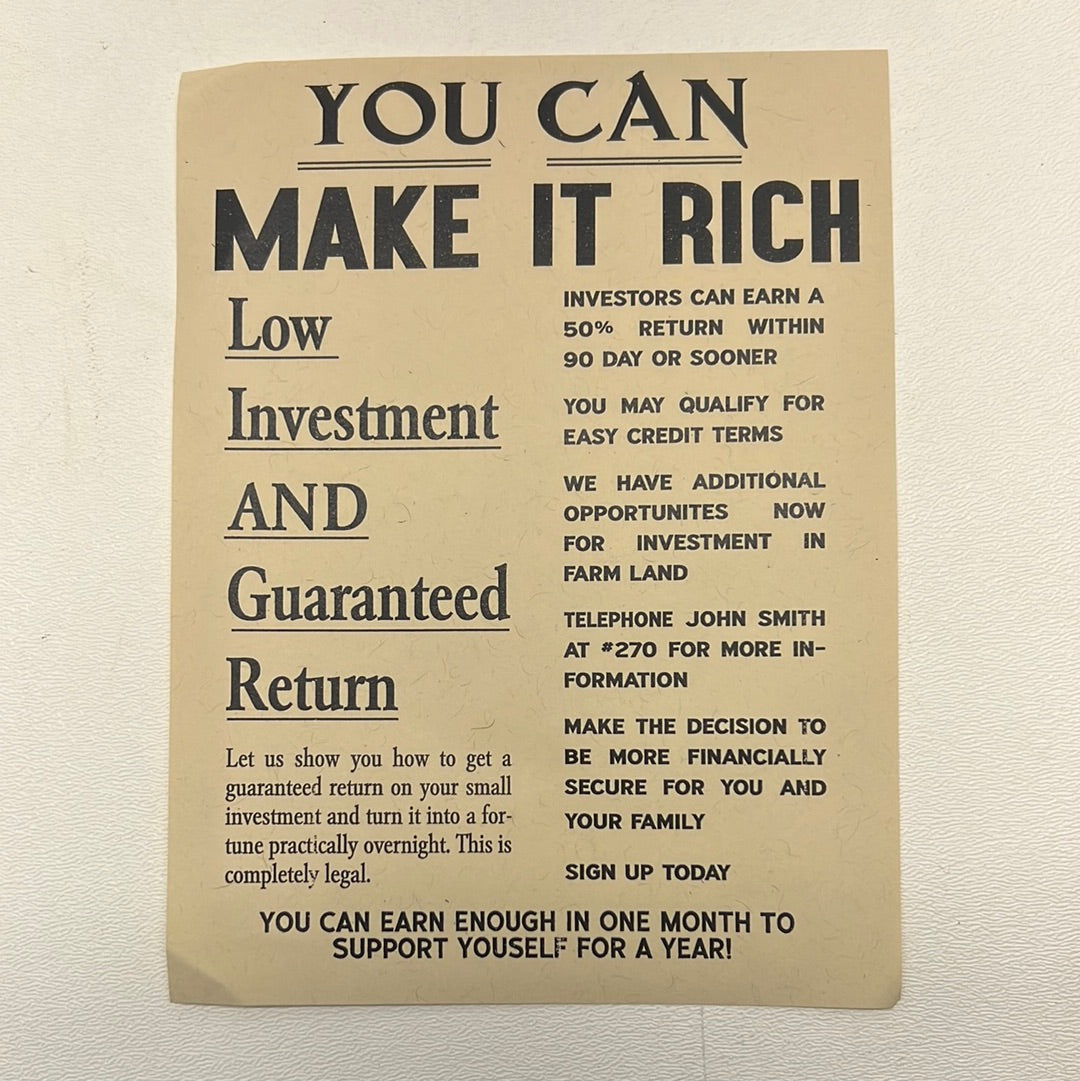 YOU CAN
MAKE IT RICH
Low
Investment
AND
Guaranteed
Return
Let us show you how to get a
guaranteed return on your small
investment and turn it into a for-
tune practically overnight. This is
completely legal.
INVESTORS CAN EARN A
50% RETURN WITHIN
90 DAY OR SOONER
YOU MAY QUALIFY FOR
EASY CREDIT TERMS
WE HAVE ADDITIONAL
OPPORTUNITES NOW
FOR INVESTMENT IN
FARM LAND
TELEPHONE JOHN SMITH
AT #270 FOR MORE IN-
FORMATION
MAKE THE DECISION TO
BE MORE FINANCIALLY
SECURE FOR YOU AND
YOUR FAMILY
SIGN UP TODAY
YOU CAN EARN ENOUGH IN ONE MONTH TO
SUPPORT YOUSELF FOR A YEAR!